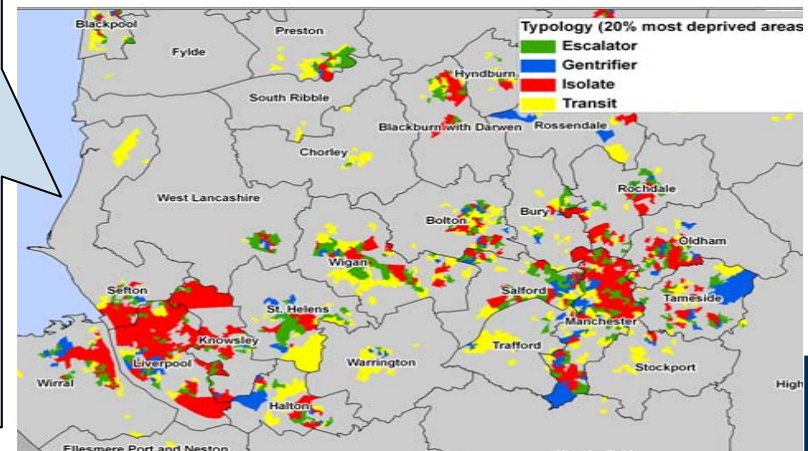 Blackpool
Preston
Fylde
Typology (20% most deprived areas
Escalator
Gentrifier
Isolate
Transit
Hyndburn
South Ribble
Blackburn with Darwen
Rossendale
Chorley
West Lancashire
Rochdale
Bolton
Bury
Oldham
Wigan
Sefton
Salford
Tameside
St. Helens
Manchester
Knowsley
Trafford
Liverpool
Warrington
Stockport
Wirral
High
Halton
Ellesmere Port and Neston